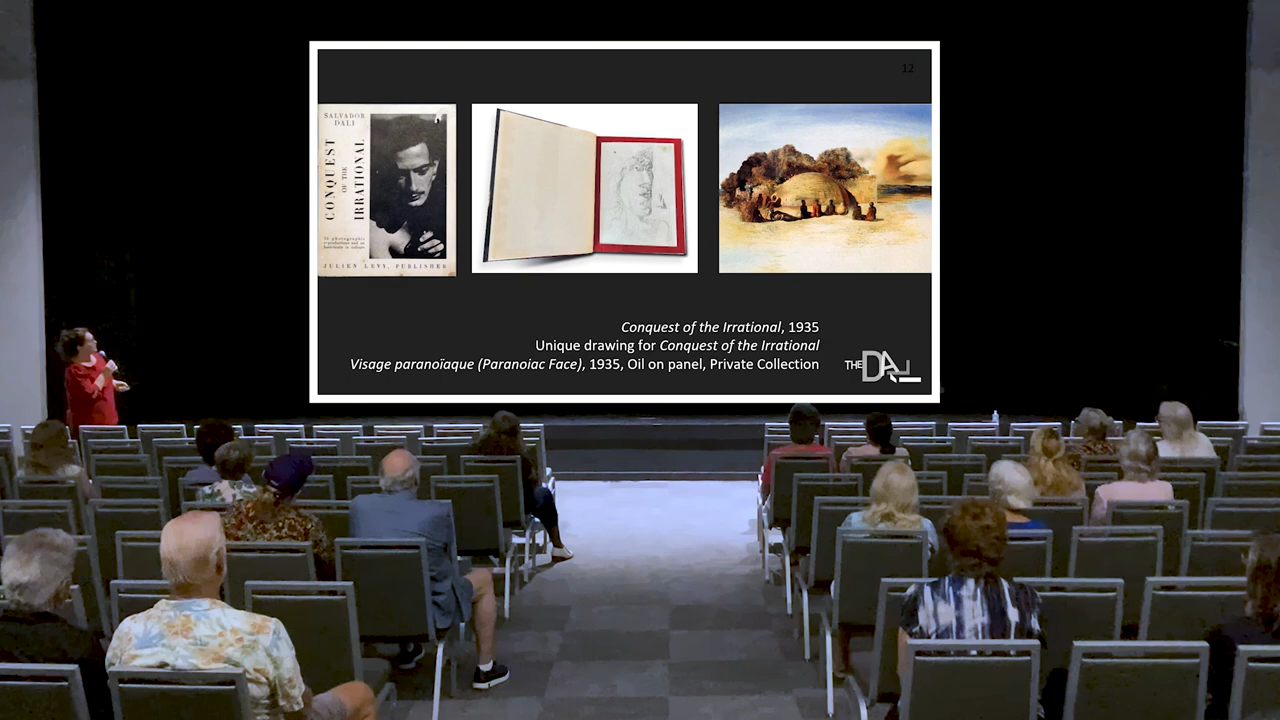 12
SALVADOR
DALI
CONQUEST
OF THE
IRRATIONAL
JULIEN LEVY, PUBLISHER
Conquest of the Irrational, 1935
Unique drawing for Conquest of the Irrational
Visage paranoïaque (Paranoiac Face), 1935, Oil on panel, Private Collection
THE DALI